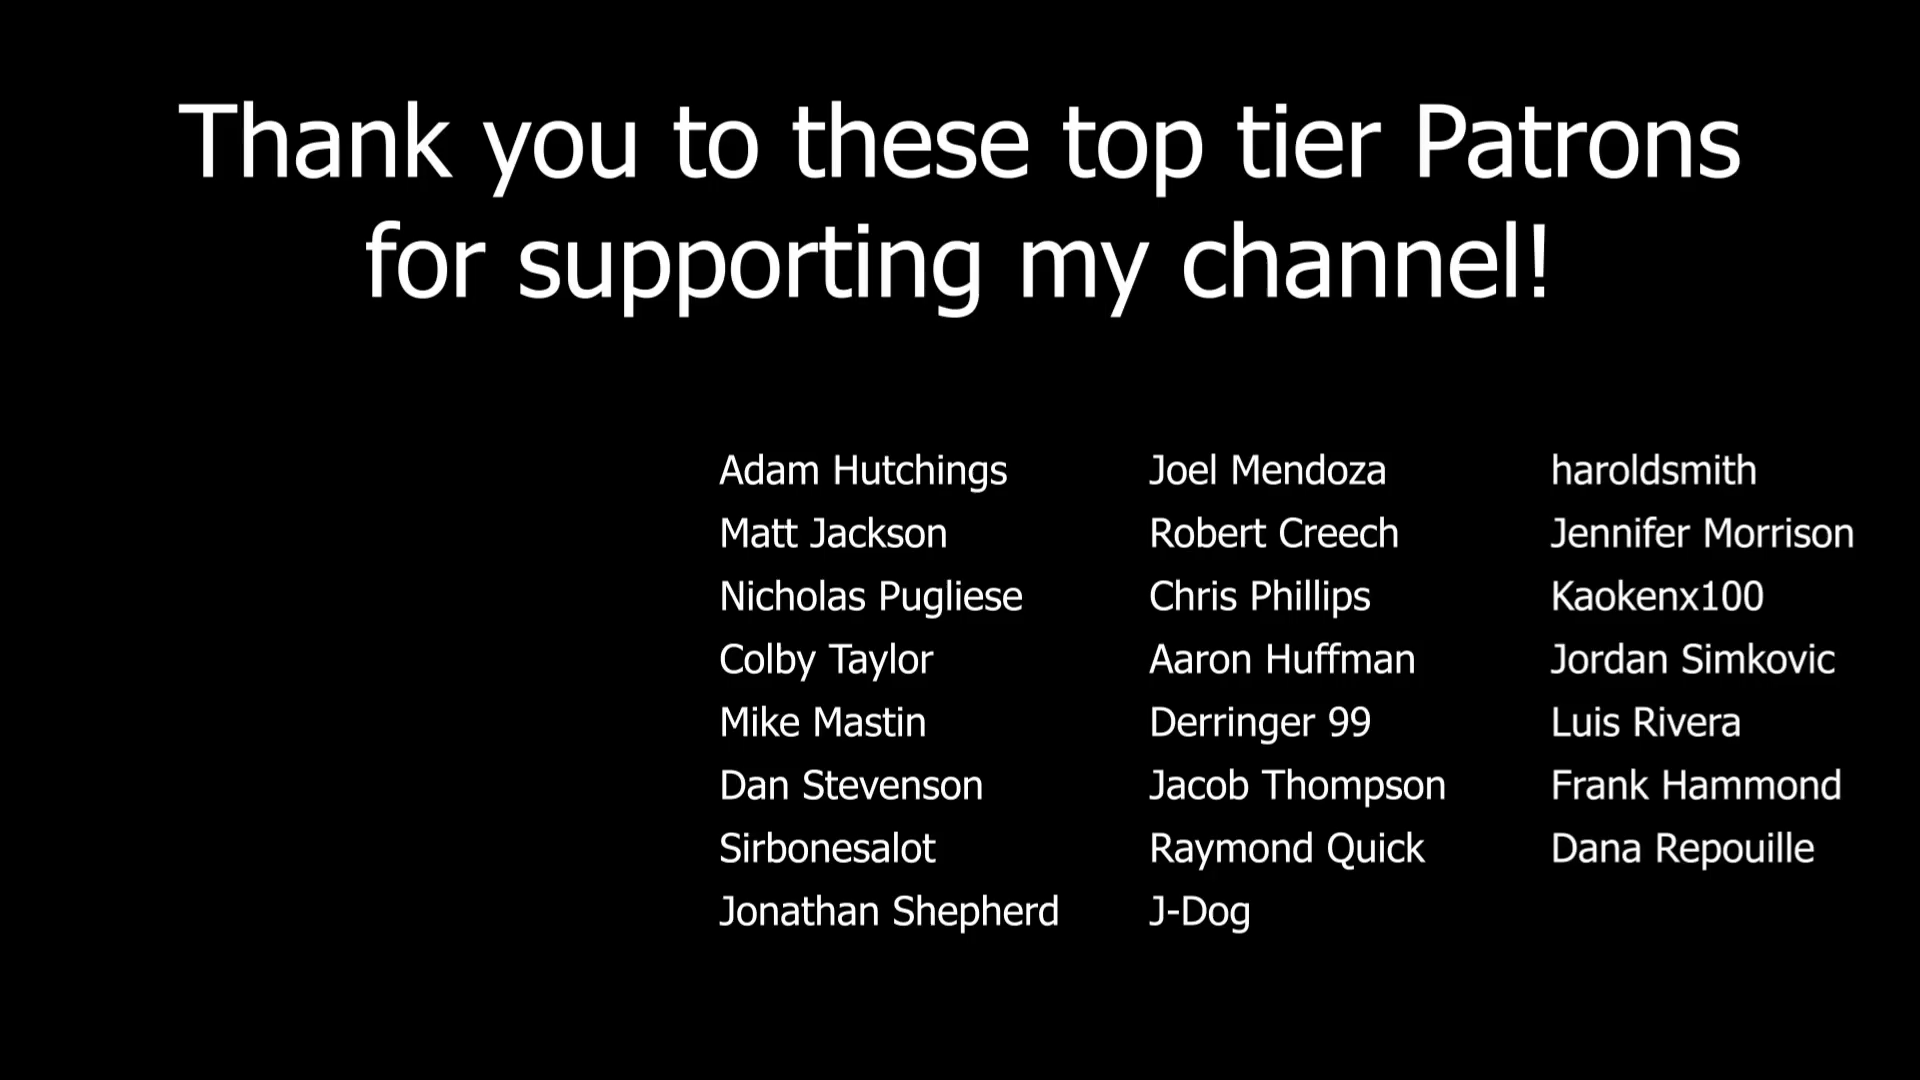 Thank you to these top tier Patrons
for supporting my channel!
Adam Hutchings
Matt Jackson
Nicholas Pugliese
Colby Taylor
Mike Mastin
Dan Stevenson
Sirbonesalot
Jonathan Shepherd
Joel Mendoza
Robert Creech
Chris Phillips
Aaron Huffman
Derringer 99
Jacob Thompson
Raymond Quick
J-Dog
haroldsmith
Jennifer Morrison
Kaokenx100
Jordan Simkovic
Luis Rivera
Frank Hammond
Dana Repouille